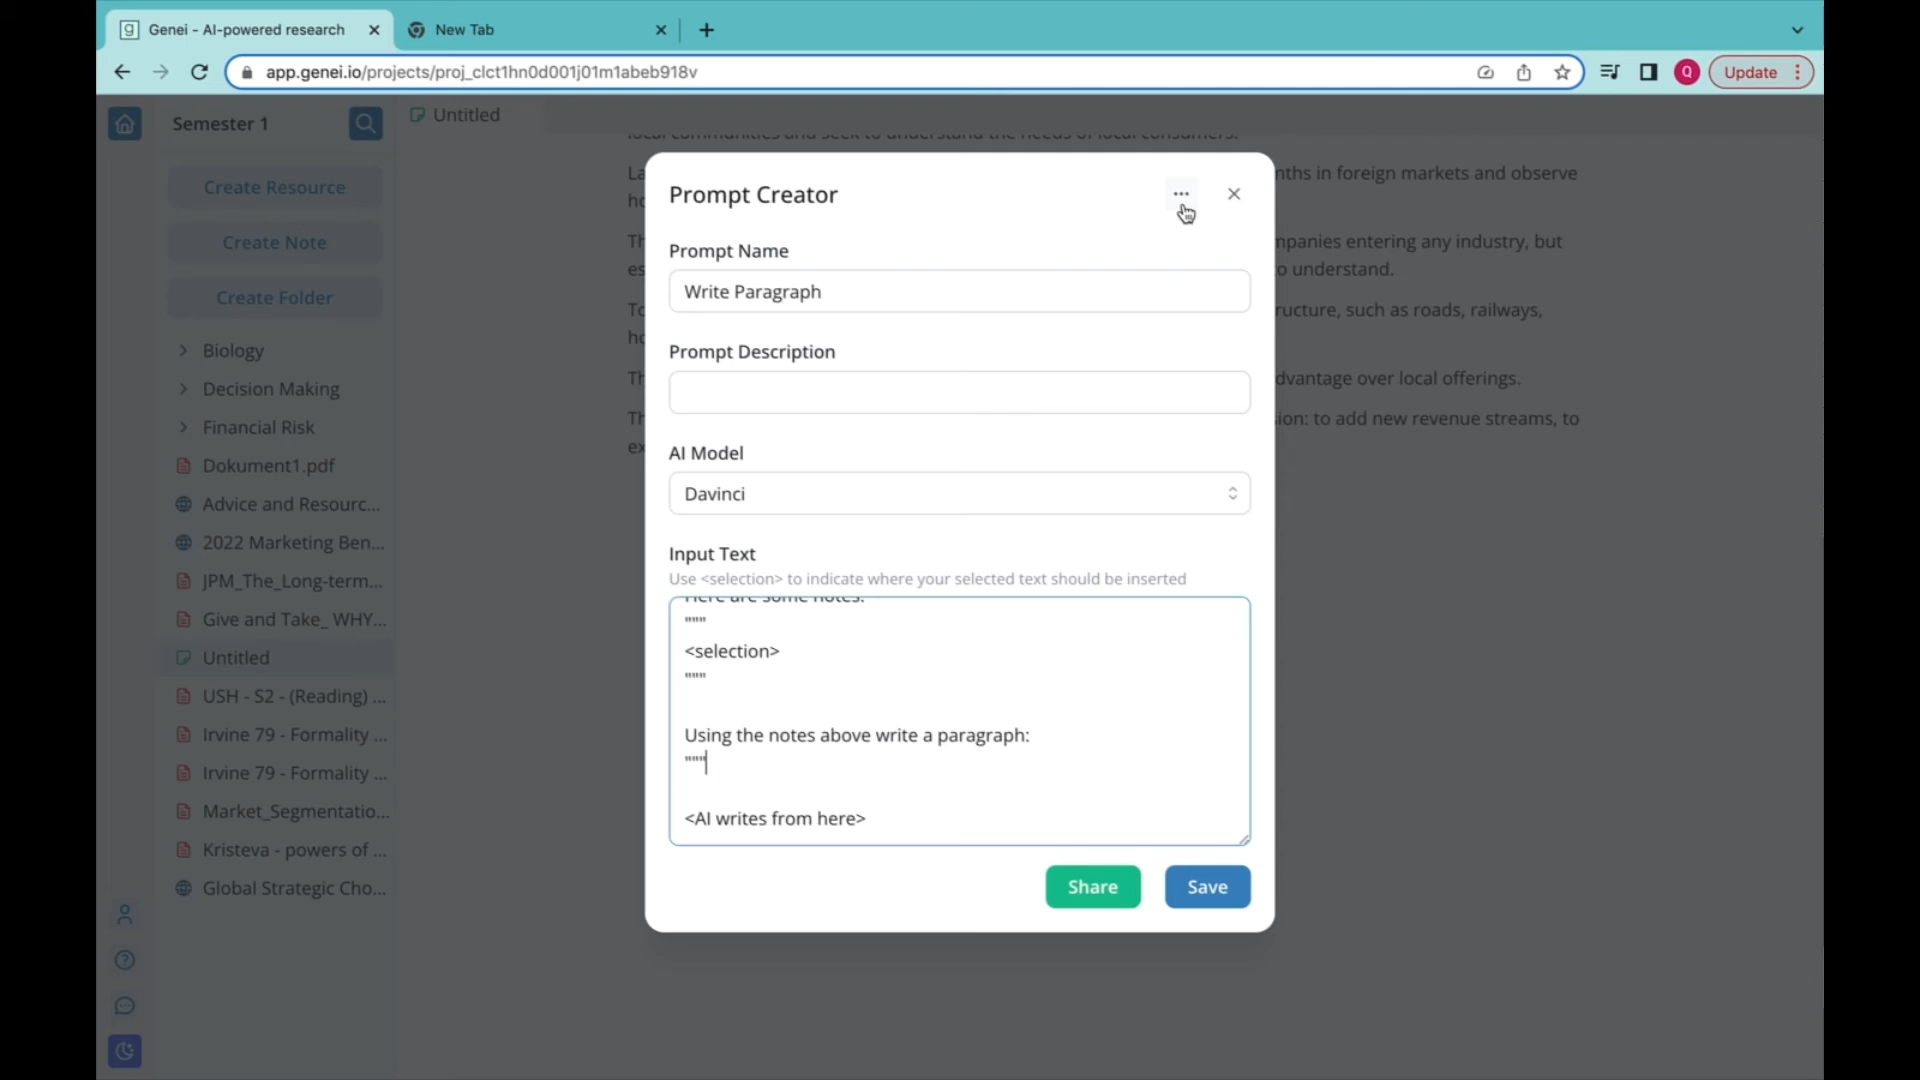 Genei - AI-powered research
New Tab
app.genei.io/projects/proj_clct1hn0d001j01m1abeb918v
Q
Update
Semester 1
Untitled
Create Resource
Create Note
Create Folder
Biology
Decision Making
Financial Risk
Dokument1.pdf
Advice and Resourc...
2022 Marketing Ben...
JPM_The_Long-term...
Give and Take_ WHY...
Untitled
USH - S2 - (Reading) ...
Irvine 79 - Formality ...
Irvine 79 - Formality ...
Market_Segmentatio...
Kristeva - powers of ...
Global Strategic Cho...
local communities and seek to understand the needs of local consumers.
La
nths in foreign markets and observe
ho
Th
mpanies entering any industry, but
es
o understand.
To
ructure, such as roads, railways,
ho
Th
dvantage over local offerings.
Th
ion: to add new revenue streams, to
ex
Prompt Creator
Prompt Name
Write Paragraph
Prompt Description
AI Model
Davinci
Input Text
Use <selection> to indicate where your selected text should be inserted
Here are some notes:
"""
<selection>
"""
Using the notes above write a paragraph:
"""
<AI writes from here>
Share
Save